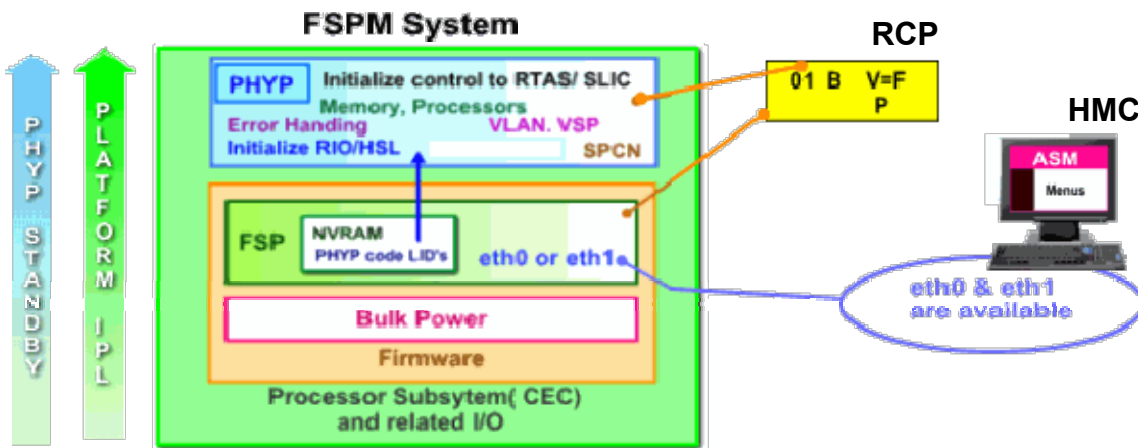 FSPM System
PHYP STANDBY
PLATFORM IPL
PHYP
Initialize control to RTAS/ SLIC
Memory, Processors
Error Handing
VLAN. VSP
Initialize RIO/HSL
SPCN
FSP
NVRAM
PHYP code LID's
eth0 or eth1
Bulk Power
Firmware
Processor Subsytem( CEC)
and related I/O
RCP
01 B V=F
P
HMC
ASM
Menus
eth0 & eth1
are available